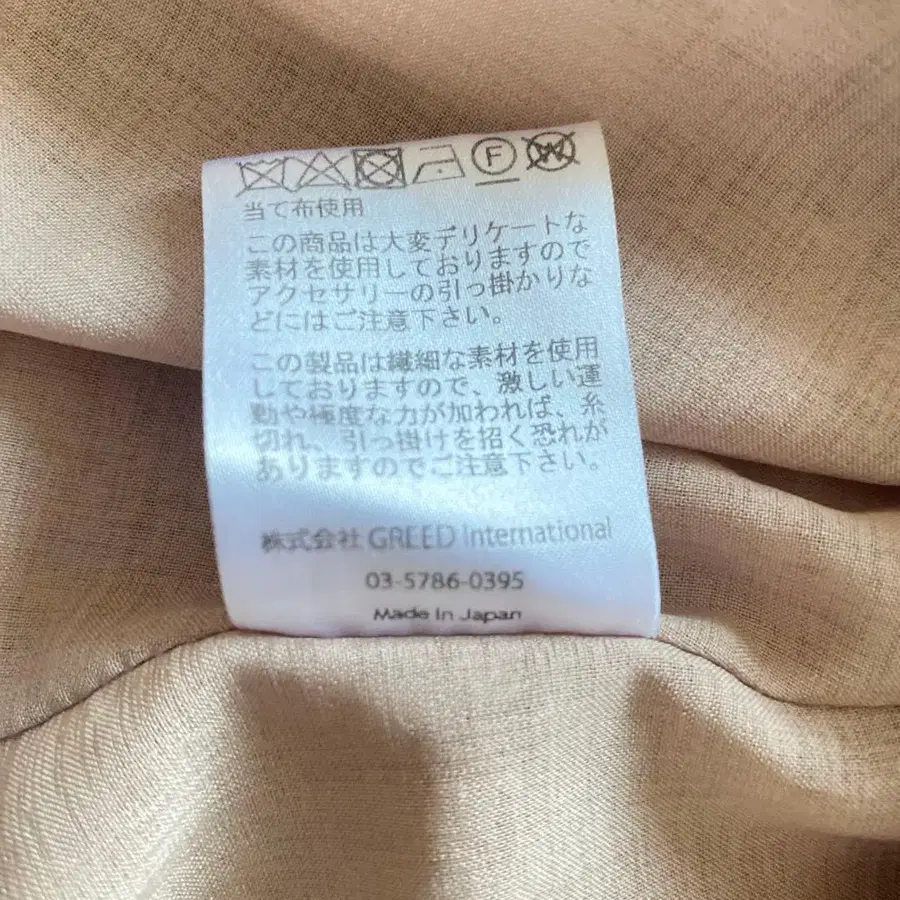 F W
当て布使用
この商品は大変デリケートな
素材を使用しておりますので
アクセサリーの引っ掛かりな
どにはご注意下さい。
この製品は繊細な素材を使用
しておりますので、激しい運
動や極度な力が加われば、糸
切れ、引っ掛けを招く恐れが
ありますのでご注意下さい。
株式会社 GREED International
03-5786-0395
Made In Japan